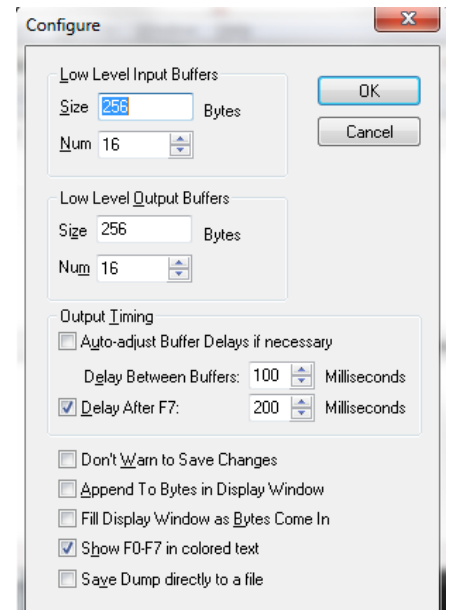 Configure
Low Level Input Buffers
Size 256 Bytes
OK
Num 16
Cancel
Low Level Output Buffers
Size 256 Bytes
Num 16
Output Timing
Auto-adjust Buffer Delays if necessary
Delay Between Buffers: 100 Milliseconds
Delay After F7: 200 Milliseconds
Don't Warn to Save Changes
Append To Bytes in Display Window
Fill Display Window as Bytes Come In
Show F0-F7 in colored text
Save Dump directly to a file